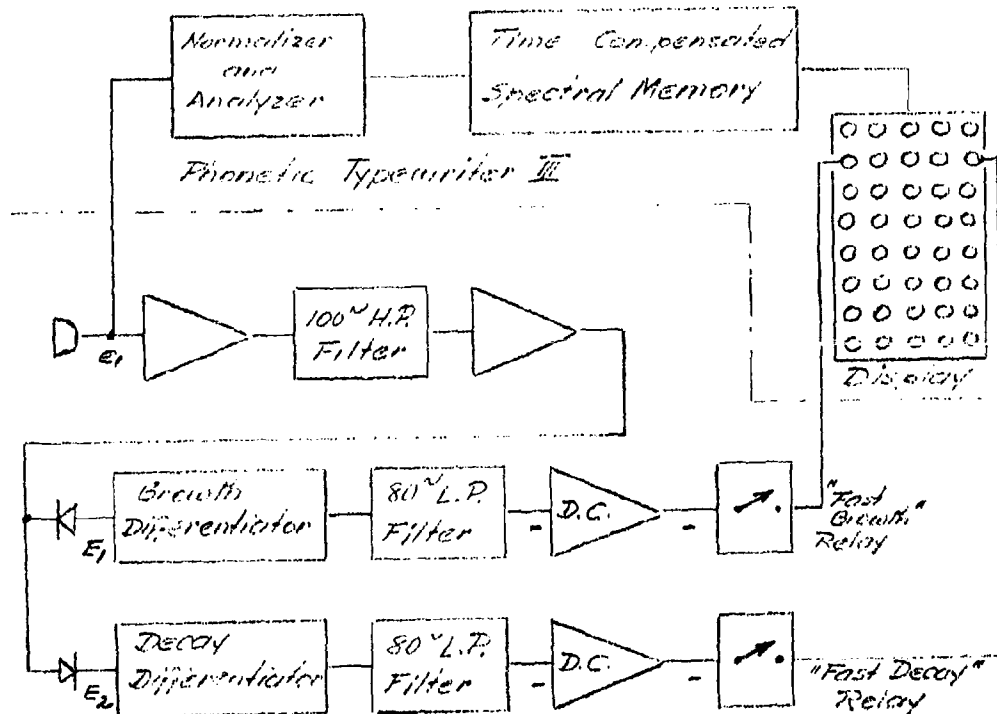 Normalizer
and
Analyzer
Time Compensated
Spectral Memory
Phonetic Typewriter III
E1
100~ H.P.
Filter
Display
Growth
Differentiator
E1
80~ L.P.
Filter
-
D.C.
-
"Fast
Growth"
Relay
Decay
Differentiator
E2
80~ L.P.
Filter
-
D.C.
-
"Fast Decay"
Relay